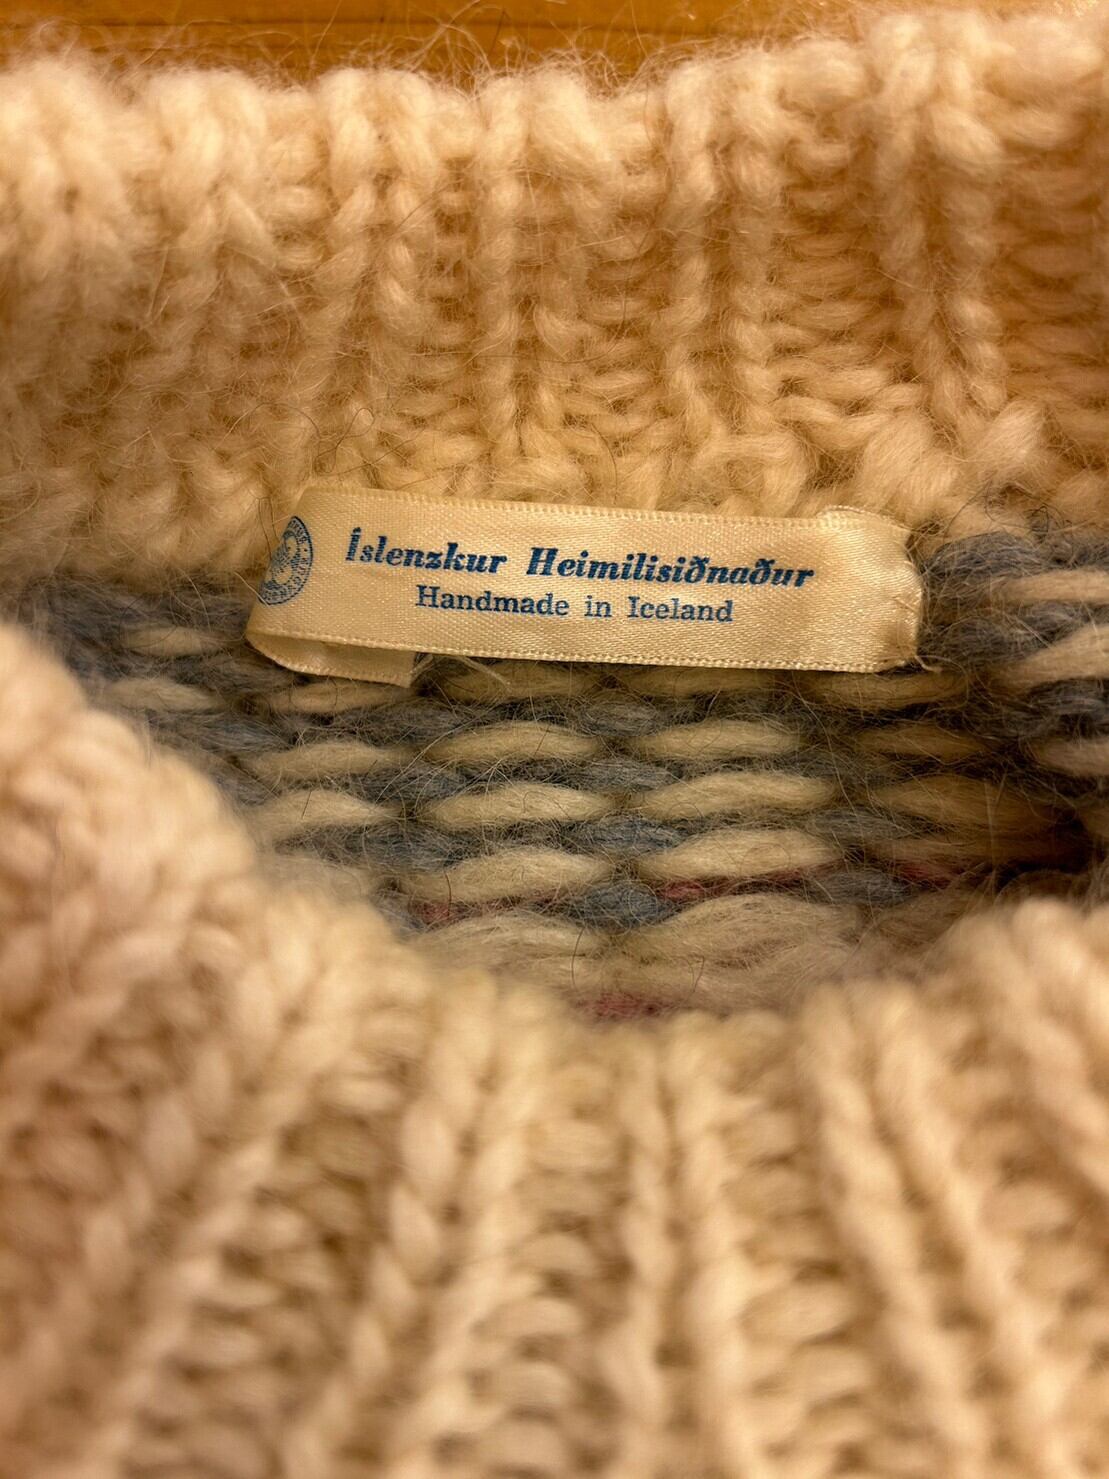 Íslenzkur Heimilisiðnaður
Handmade in Iceland